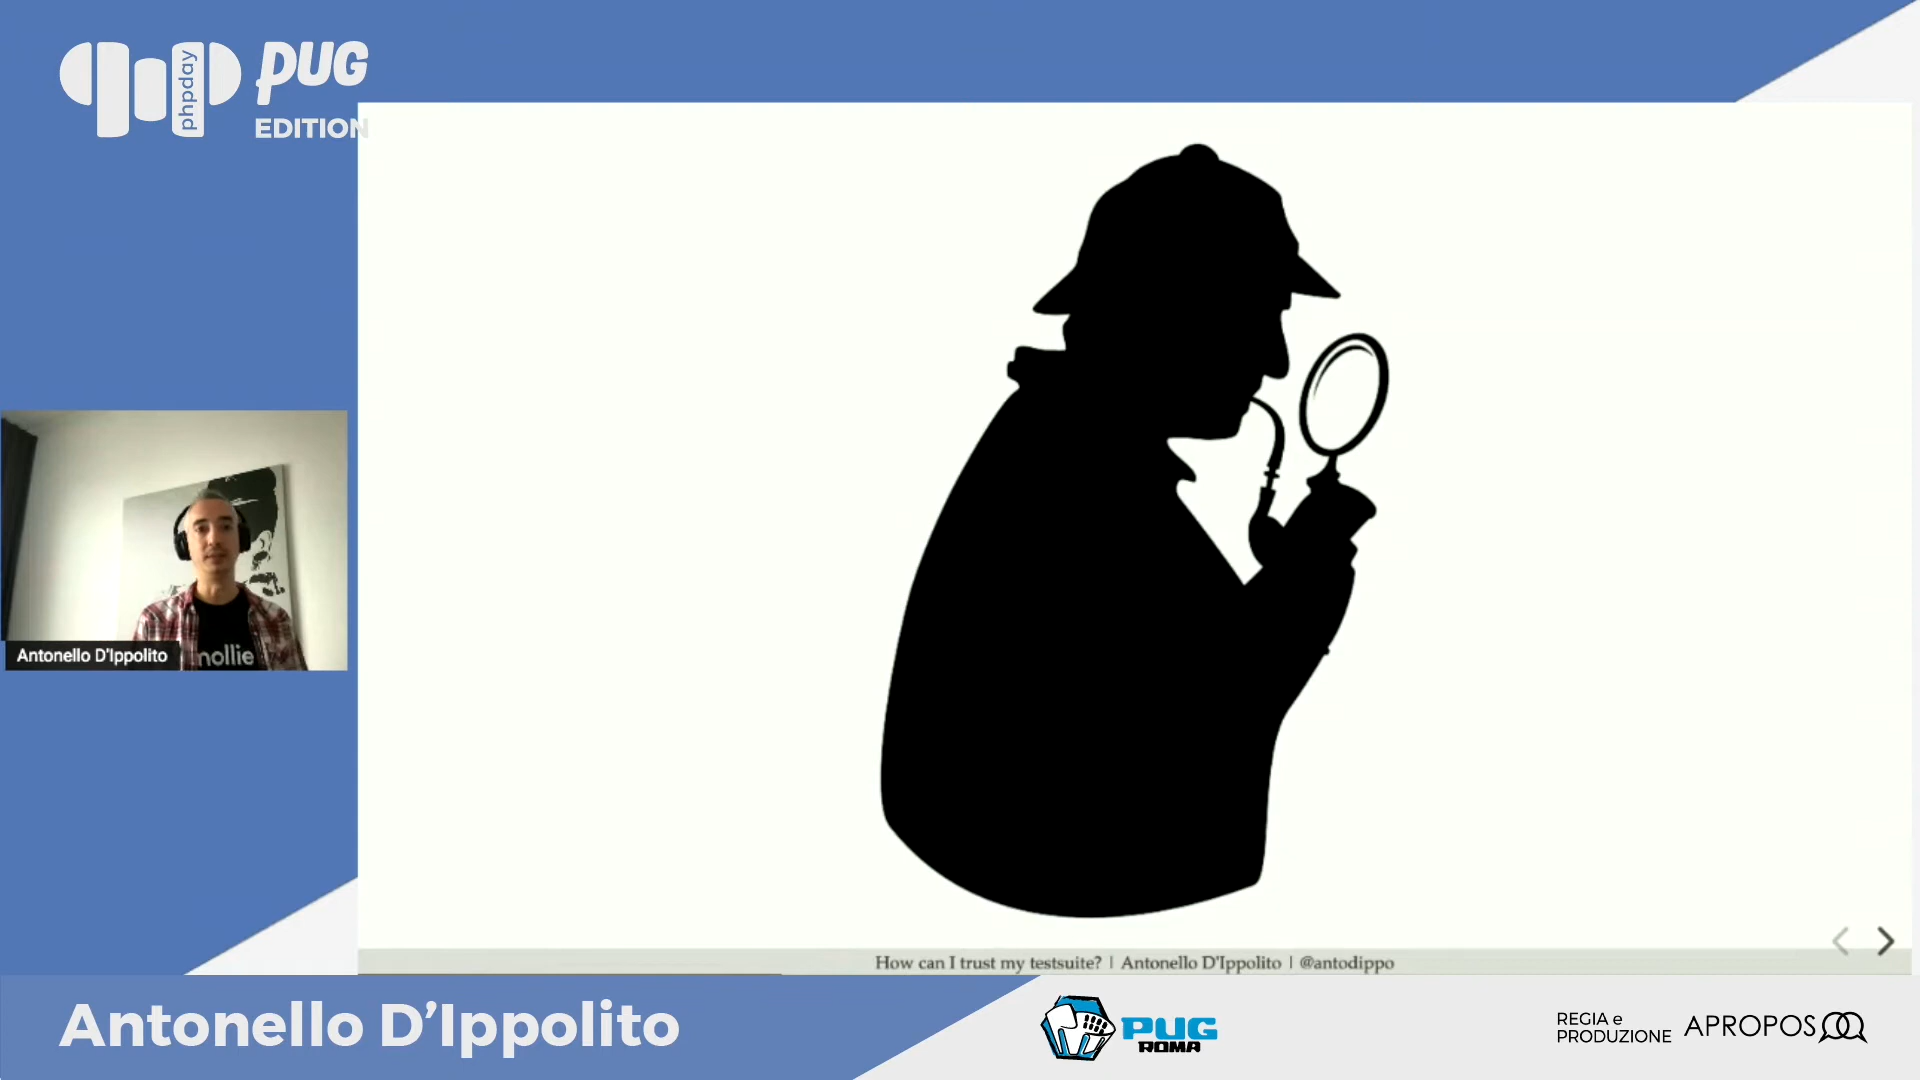 phpday
PUG
EDITION
Antonello D'Ippolito
nollie
How can I trust my testsuite? | Antonello D'Ippolito | @antodippo
Antonello D'Ippolito
PUG
ROMA
REGIA e
PRODUZIONE
APROPOS